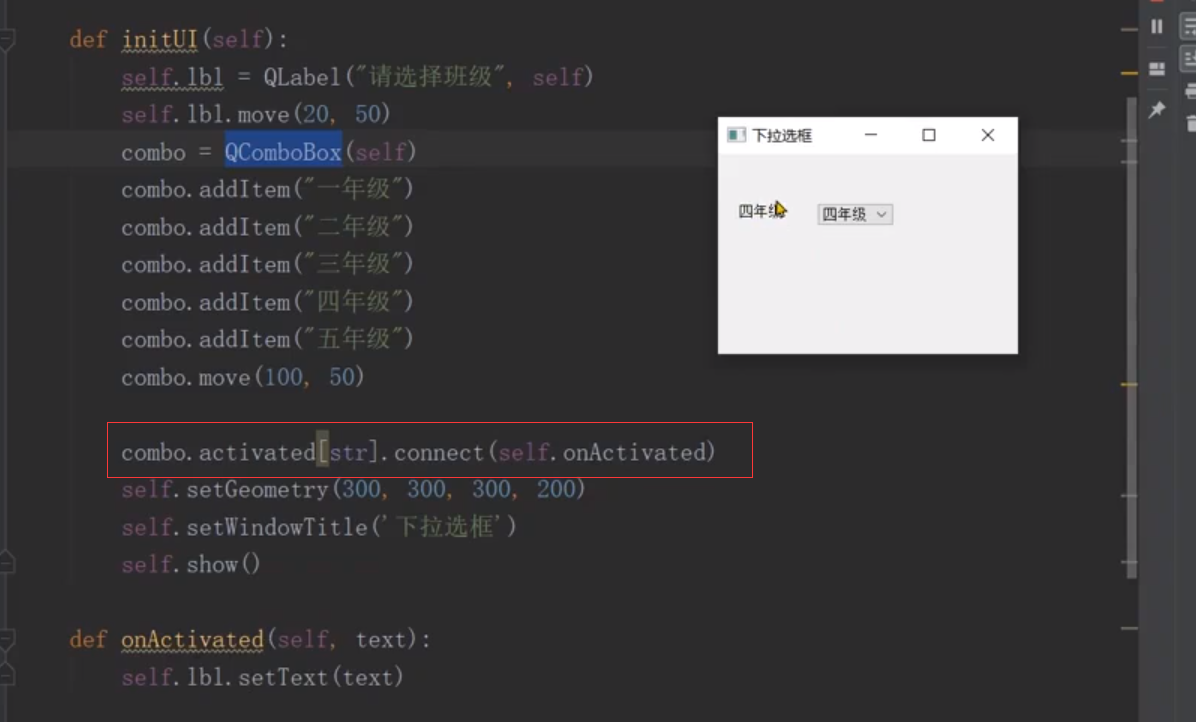 def initUI(self):
self.lbl = QLabel("请选择班级", self)
self.lbl.move(20, 50)
combo = QComboBox(self)
combo.addItem("一年级")
combo.addItem("二年级")
combo.addItem("三年级")
combo.addItem("四年级")
combo.addItem("五年级")
combo.move(100, 50)
combo.activated[str].connect(self.onActivated)
self.setGeometry(300, 300, 300, 200)
self.setWindowTitle('下拉选框')
self.show()
def onActivated(self, text):
self.lbl.setText(text)
下拉选框
四年级
四年级